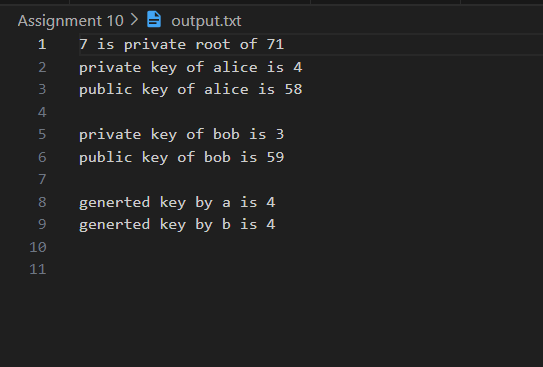 Assignment 10 > output.txt
1 7 is private root of 71
2 private key of alice is 4
3 public key of alice is 58
4
5 private key of bob is 3
6 public key of bob is 59
7
8 generted key by a is 4
9 generted key by b is 4
10
11